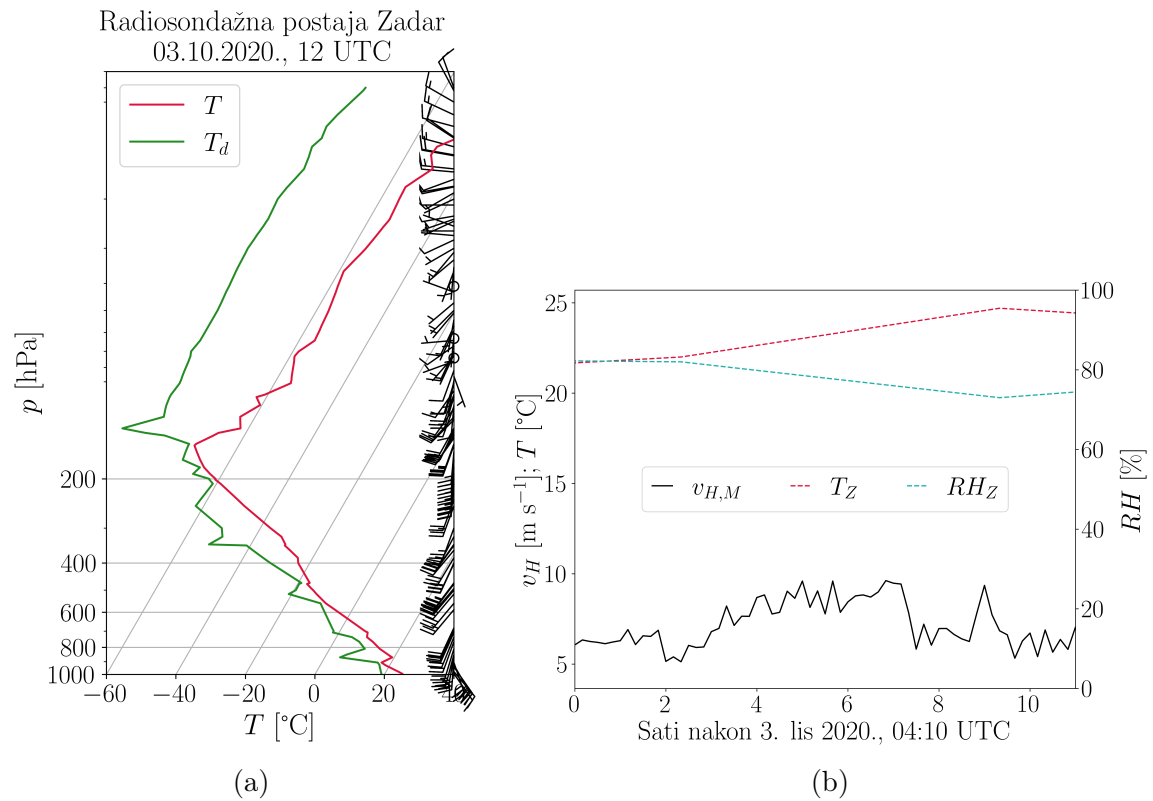 Radiosondažna postaja Zadar
03.10.2020., 12 UTC
T
T_d
p [hPa]
200
400
600
800
1000
−60 −40 −20 0 20 40
T [°C]
(a)
25
20
15
10
5
v_H [m s⁻¹]; T [°C]
v_{H,M} T_Z RH_Z
100
80
60
40
20
0
RH [%]
0 2 4 6 8 10
Sati nakon 3. lis 2020., 04:10 UTC
(b)